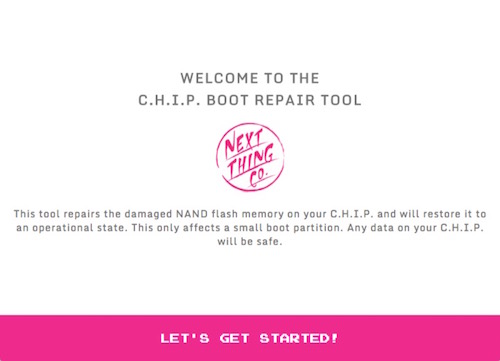 WELCOME TO THE
C.H.I.P. BOOT REPAIR TOOL
NEXT
THING
CO.
This tool repairs the damaged NAND flash memory on your C.H.I.P. and will restore it to
an operational state. This only affects a small boot partition. Any data on your C.H.I.P.
will be safe.
LET'S GET STARTED!